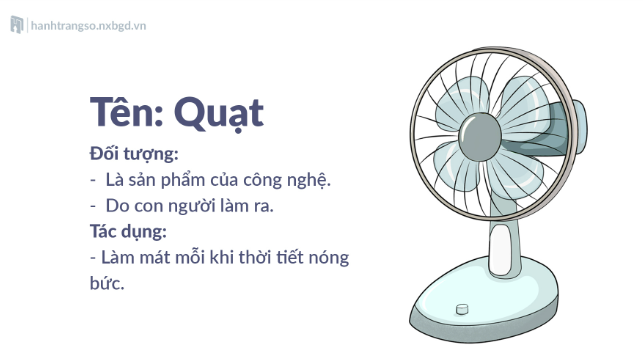 hanhtrangso.nxbgd.vn
Tên: Quạt
Đối tượng:
- Là sản phẩm của công nghệ.
- Do con người làm ra.
Tác dụng:
- Làm mát mỗi khi thời tiết nóng
bức.